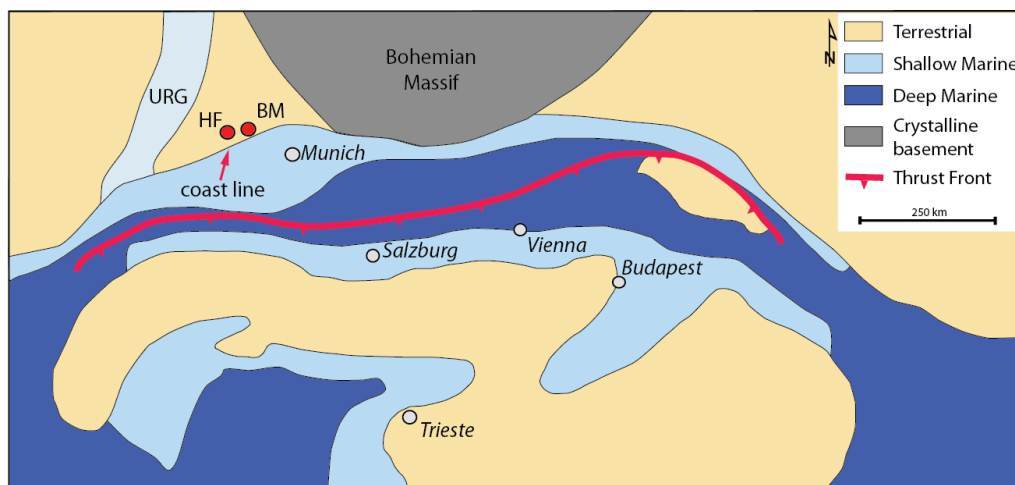 Bohemian
Massif
URG
HF
BM
Munich
coast line
Salzburg
Vienna
Budapest
Trieste
N
Terrestrial
Shallow Marine
Deep Marine
Crystalline
basement
Thrust Front
250 km